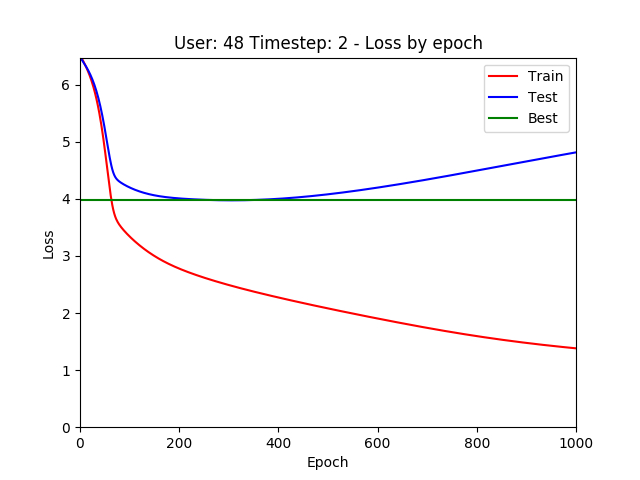 User: 48 Timestep: 2 - Loss by epoch
Train
Test
Best
6
5
4
3
2
1
0
Loss
0 200 400 600 800 1000
Epoch